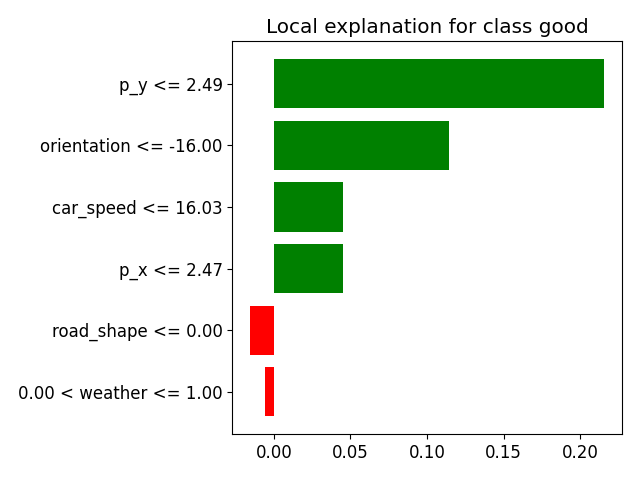 Local explanation for class good
p_y <= 2.49
orientation <= -16.00
car_speed <= 16.03
p_x <= 2.47
road_shape <= 0.00
0.00 < weather <= 1.00
0.00 0.05 0.10 0.15 0.20